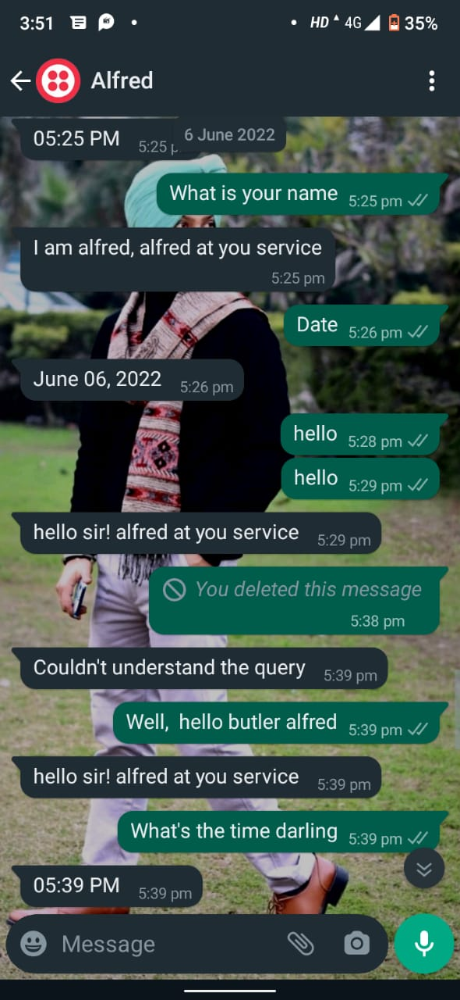 3:51 HD 4G 35%
Alfred
6 June 2022
05:25 PM 5:25 p
What is your name 5:25 pm
I am alfred, alfred at you service
5:25 pm
Date 5:26 pm
June 06, 2022 5:26 pm
hello 5:28 pm
hello 5:29 pm
hello sir! alfred at you service 5:29 pm
You deleted this message
5:38 pm
Couldn't understand the query 5:39 pm
Well,  hello butler alfred 5:39 pm
hello sir! alfred at you service 5:39 pm
What's the time darling 5:39 pm
05:39 PM 5:39 pm
Message